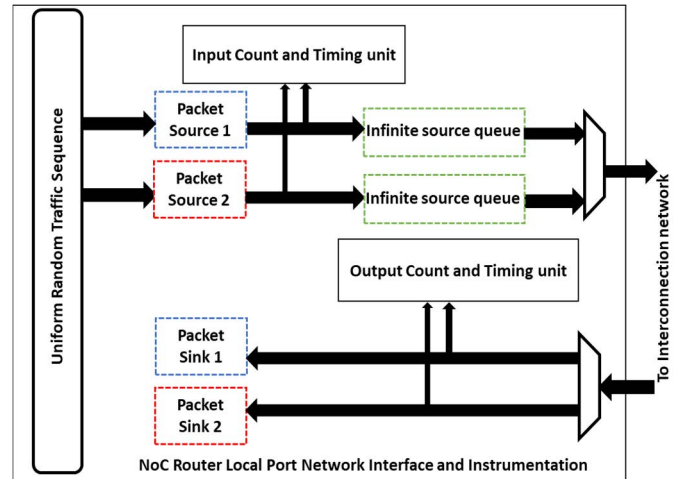 Uniform Random Traffic Sequence
Input Count and Timing unit
Packet
Source 1
Infinite source queue
Packet
Source 2
Infinite source queue
To Interconnection network
Output Count and Timing unit
Packet
Sink 1
Packet
Sink 2
NoC Router Local Port Network Interface and Instrumentation